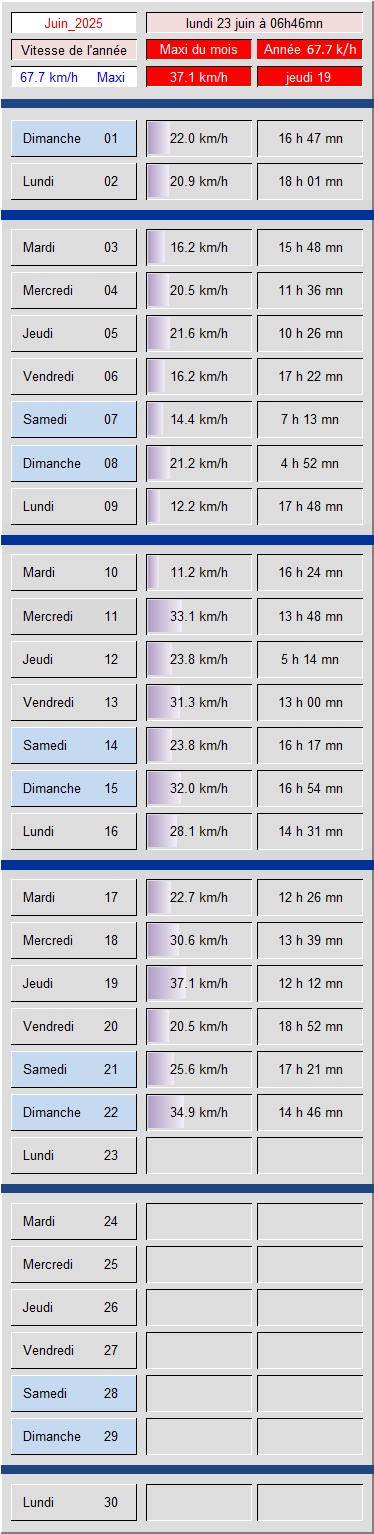 Juin_2025 lundi 23 juin à 06h46mn
Vitesse de l'année Maxi du mois Année 67.7 k/h
67.7 km/h Maxi 37.1 km/h jeudi 19
Dimanche 01 22.0 km/h 16 h 47 mn
Lundi 02 20.9 km/h 18 h 01 mn
Mardi 03 16.2 km/h 15 h 48 mn
Mercredi 04 20.5 km/h 11 h 36 mn
Jeudi 05 21.6 km/h 10 h 26 mn
Vendredi 06 16.2 km/h 17 h 22 mn
Samedi 07 14.4 km/h 7 h 13 mn
Dimanche 08 21.2 km/h 4 h 52 mn
Lundi 09 12.2 km/h 17 h 48 mn
Mardi 10 11.2 km/h 16 h 24 mn
Mercredi 11 33.1 km/h 13 h 48 mn
Jeudi 12 23.8 km/h 5 h 14 mn
Vendredi 13 31.3 km/h 13 h 00 mn
Samedi 14 23.8 km/h 16 h 17 mn
Dimanche 15 32.0 km/h 16 h 54 mn
Lundi 16 28.1 km/h 14 h 31 mn
Mardi 17 22.7 km/h 12 h 26 mn
Mercredi 18 30.6 km/h 13 h 39 mn
Jeudi 19 37.1 km/h 12 h 12 mn
Vendredi 20 20.5 km/h 18 h 52 mn
Samedi 21 25.6 km/h 17 h 21 mn
Dimanche 22 34.9 km/h 14 h 46 mn
Lundi 23
Mardi 24
Mercredi 25
Jeudi 26
Vendredi 27
Samedi 28
Dimanche 29
Lundi 30